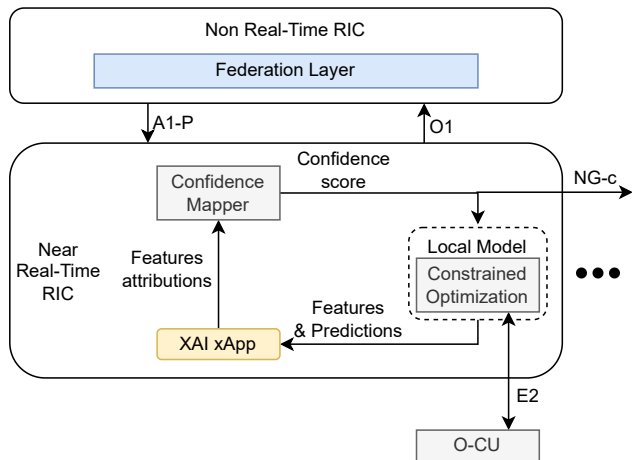 Non Real-Time RIC
Federation Layer
A1-P
O1
Confidence
score
NG-c
Confidence
Mapper
Near
Real-Time
RIC
Features
attributions
Local Model
Constrained
Optimization
Features
& Predictions
XAI xApp
E2
O-CU